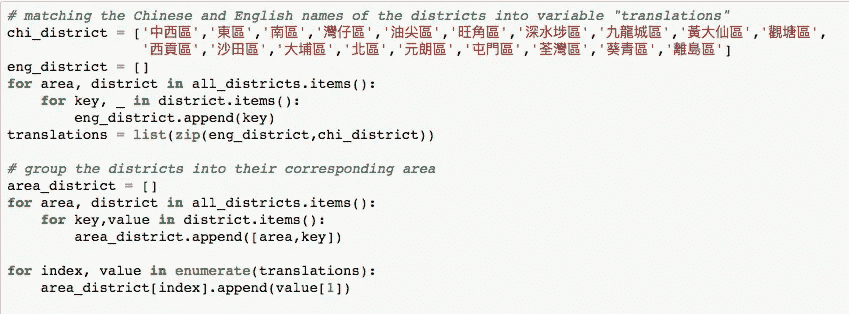 # matching the Chinese and English names of the districts into variable "translations"
chi_district = ['中西區','東區','南區','灣仔區','油尖區','旺角區','深水埗區','九龍城區','黃大仙區','觀塘區',
                '西貢區','沙田區','大埔區','北區','元朗區','屯門區','荃灣區','葵青區','離島區']
eng_district = []
for area, district in all_districts.items():
    for key, _ in district.items():
        eng_district.append(key)
translations = list(zip(eng_district,chi_district))

# group the districts into their corresponding area
area_district = []
for area, district in all_districts.items():
    for key,value in district.items():
        area_district.append([area,key])

for index, value in enumerate(translations):
    area_district[index].append(value[1])